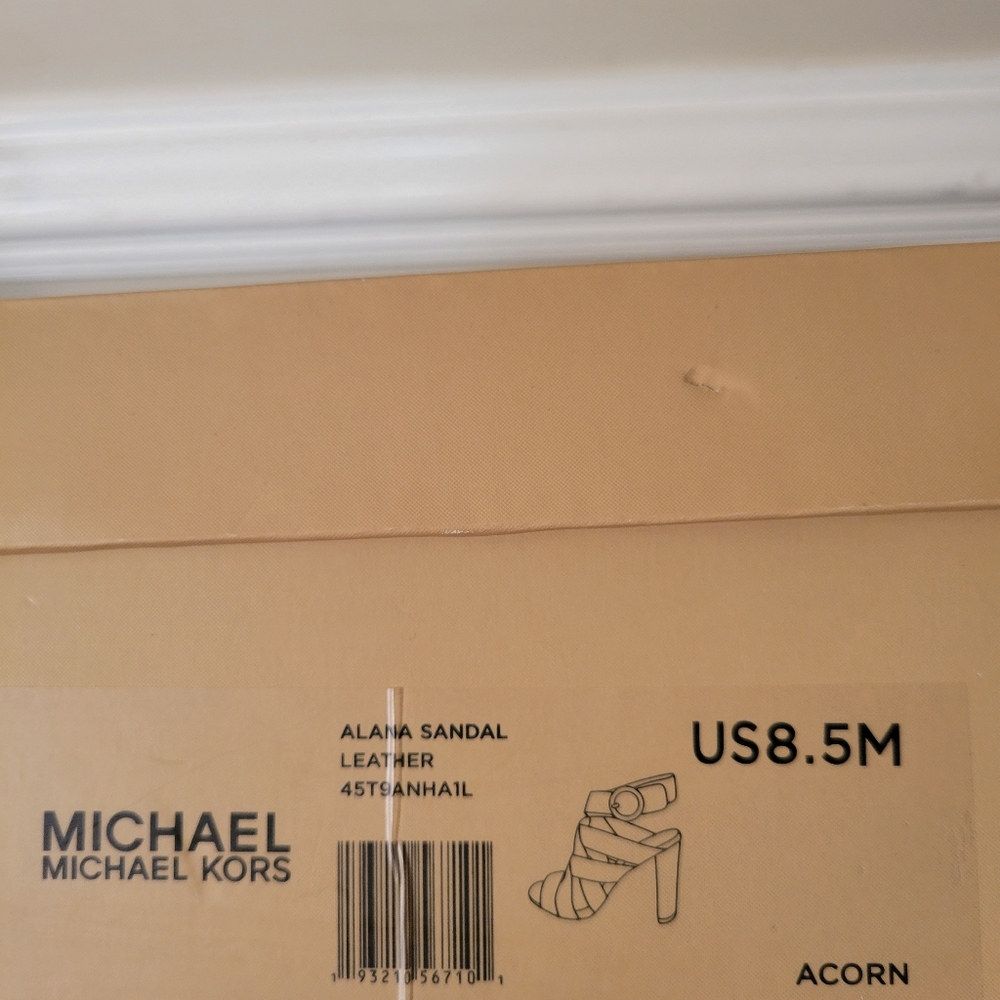 ALANA SANDAL
LEATHER
45T9ANHA1L
US8.5M
MICHAEL
MICHAEL KORS
1 93210 56710 1
ACORN